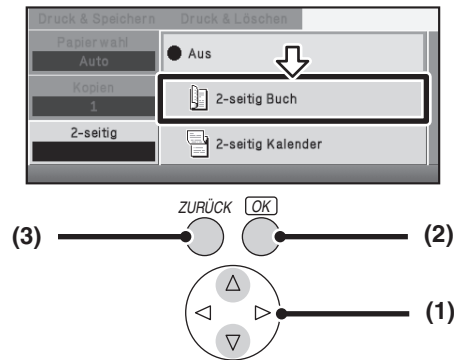 Druck & Speichern Druck & Löschen
Papierwahl
Auto
Aus
Kopien
1
2-seitig Buch
2-seitig
2-seitig Kalender
ZURÜCK OK
(3) (2)
(1)